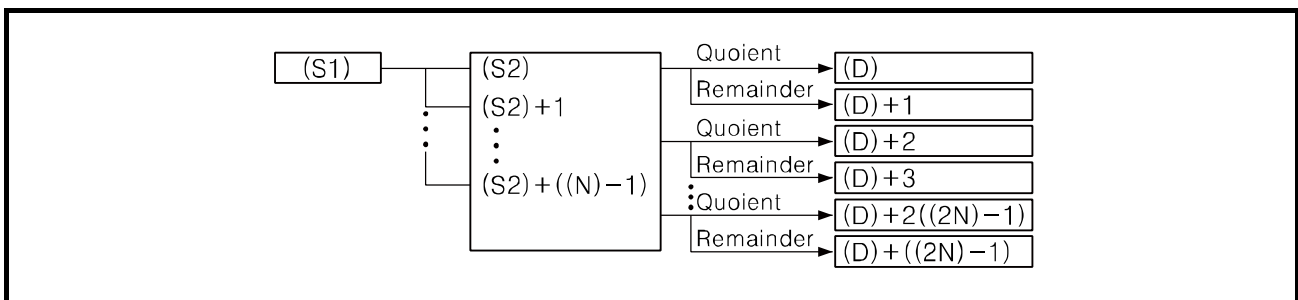 (S1)
(S2)
(S2)+1
(S2)+((N)-1)
Quoient
(D)
Remainder
(D)+1
Quoient
(D)+2
Remainder
(D)+3
Quoient
(D)+2((2N)-1)
Remainder
(D)+((2N)-1)